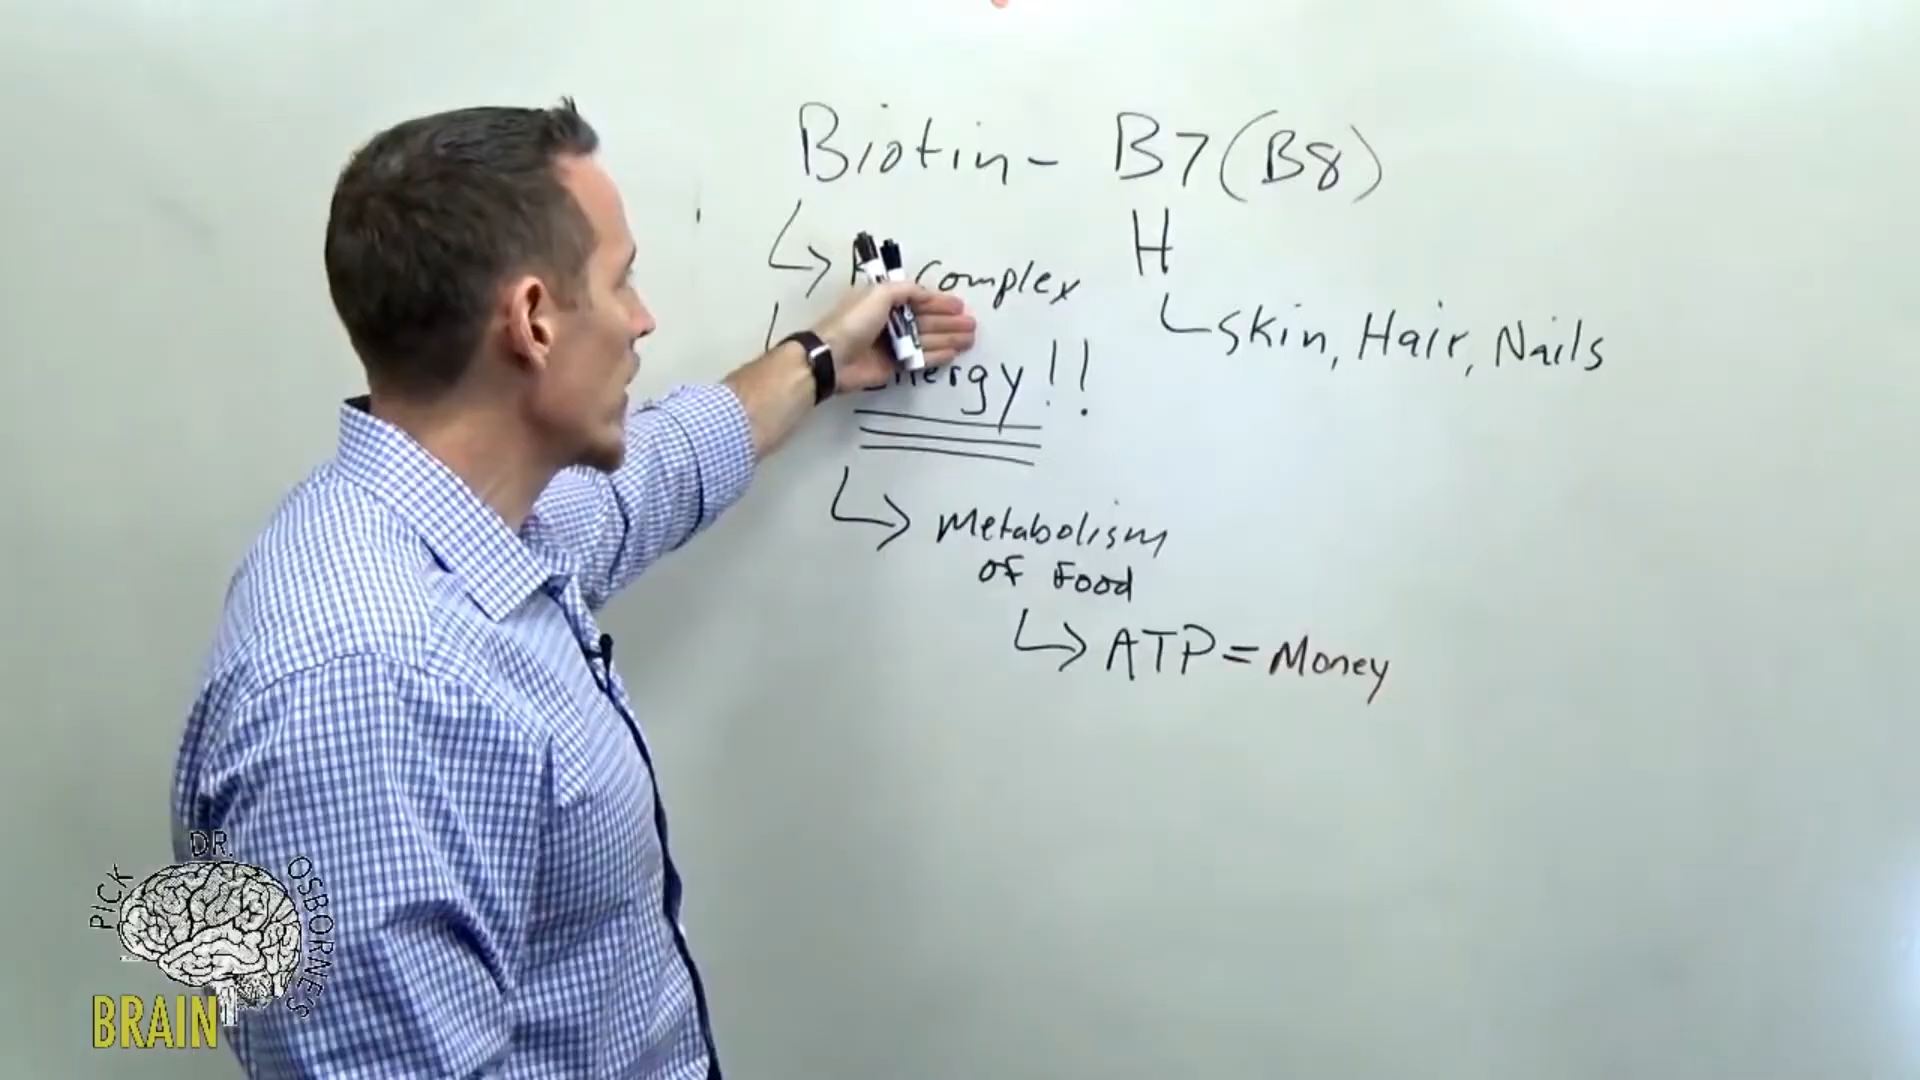 Biotin - B7 (B8)
H
complex
Skin, Hair, Nails
Energy!!
Metabolism
of Food
ATP = Money
PICK DR. OSBORNE'S
BRAIN